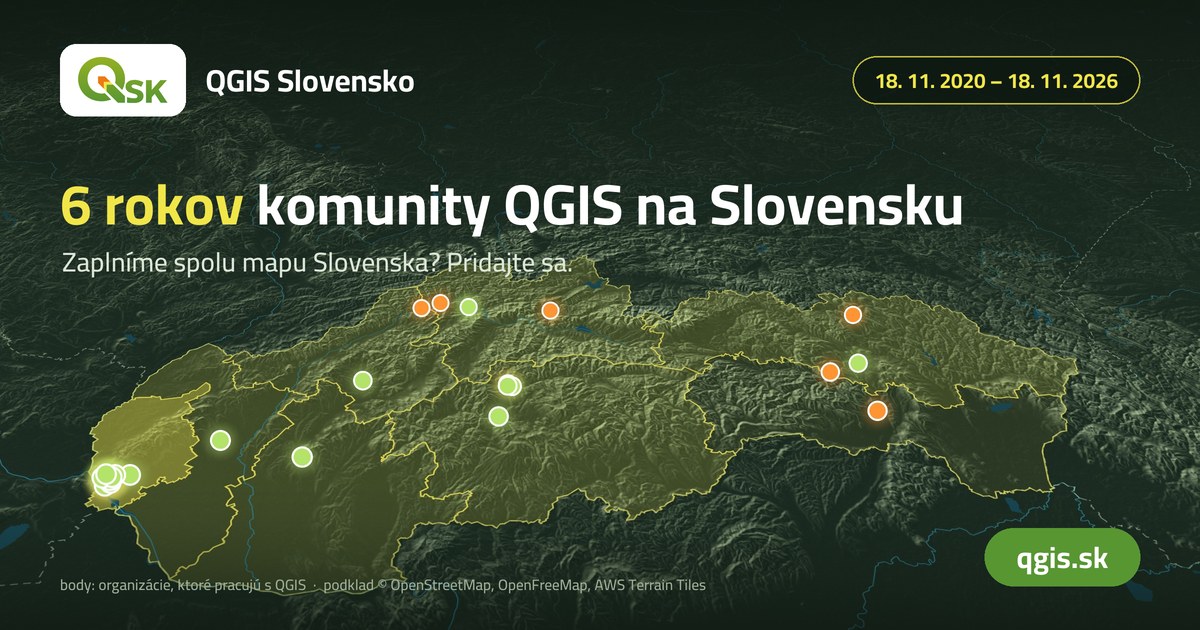 QSK QGIS Slovensko
18. 11. 2020 – 18. 11. 2026
6 rokov komunity QGIS na Slovensku
Zaplníme spolu mapu Slovenska? Pridajte sa.
qgis.sk
body: organizácie, ktoré pracujú s QGIS · podklad © OpenStreetMap, OpenFreeMap, AWS Terrain Tiles